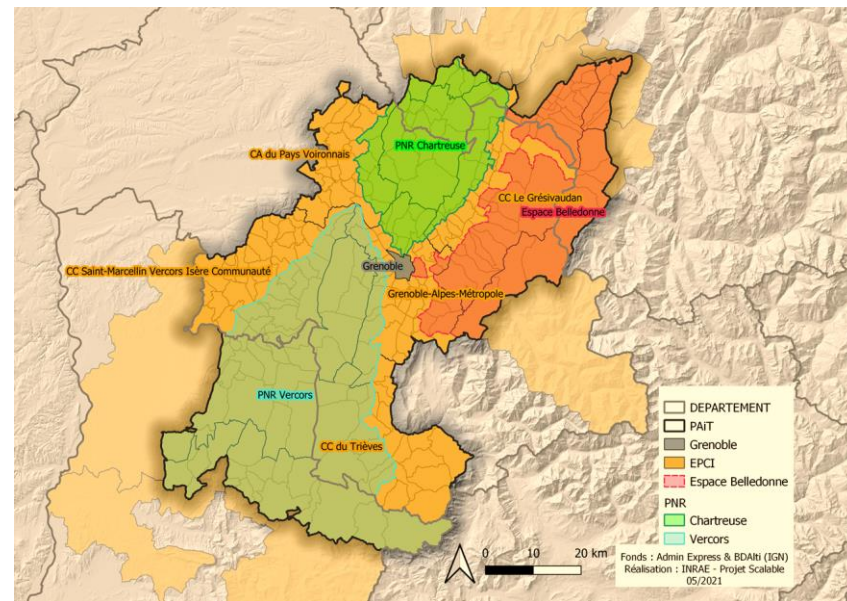 CA du Pays Voironnais
PNR Chartreuse
CC Le Grésivaudan
Espace Belledonne
CC Saint-Marcellin Vercors Isère Communauté
Grenoble
Grenoble-Alpes-Métropole
PNR Vercors
CC du Trièves
DEPARTEMENT
PAiT
Grenoble
EPCI
Espace Belledonne
PNR
Chartreuse
Vercors
0 10 20 km
Fonds : Admin Express & BDAlti (IGN)
Réalisation : INRAE - Projet Scalable
05/2021